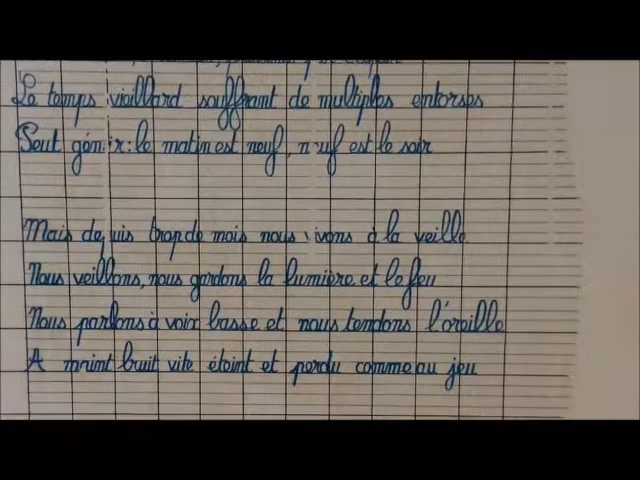 Le temps vieillard souffrant de multiples entorses
Peut gémir : le matin est neuf, neuf est le soir
Mais depuis trop de mois nous vivons à la veille
Nous veillons, nous gardons la lumière et le feu
Nous parlons à voix basse et nous tendons l'oreille
A maint bruit vite éteint et perdu comme au jeu